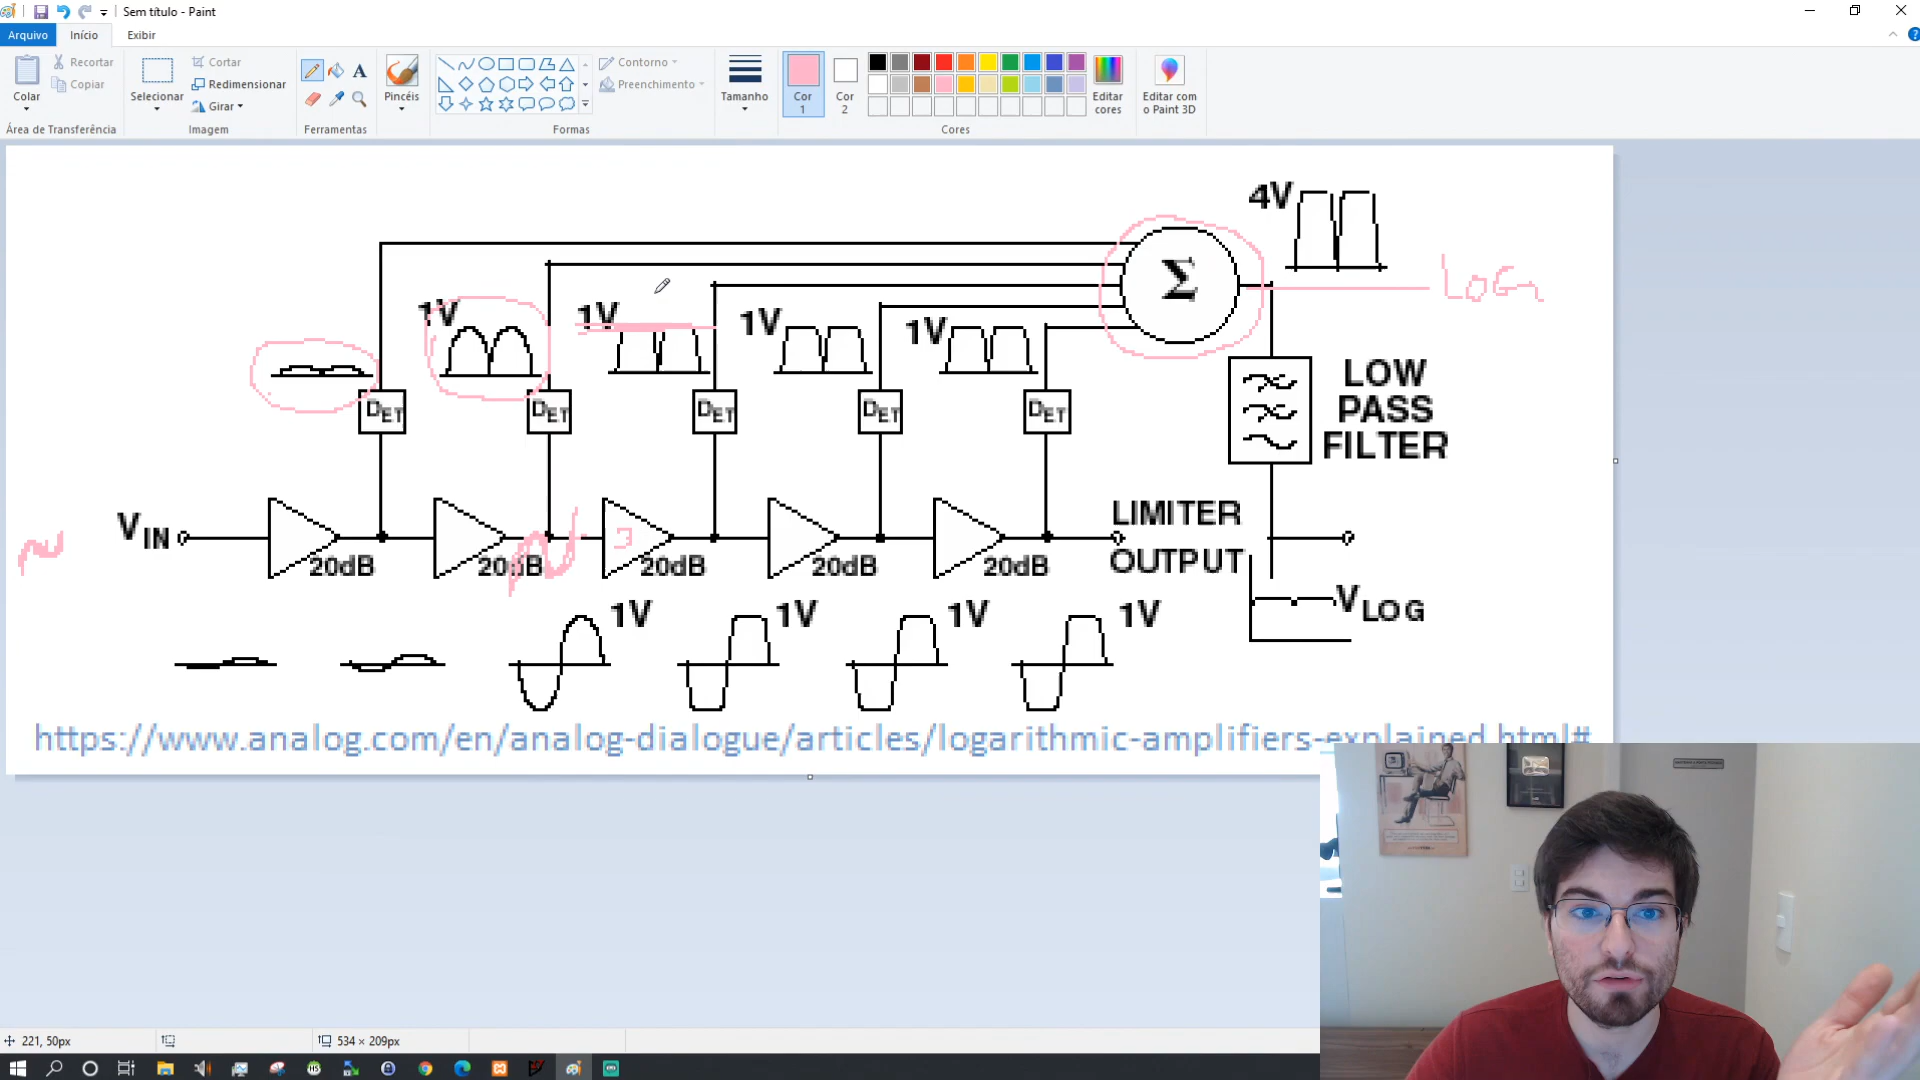 Sem título - Paint
Arquivo Início Exibir
Colar
Recortar
Copiar
Área de Transferência
Selecionar
Cortar
Redimensionar
Girar
Imagem
A
Ferramentas
Pincéis
Contorno
Preenchimento
Formas
Tamanho
Cor 1
Cor 2
Editar cores
Editar com o Paint 3D
Cores
4V
LOG
Σ
1V 1V 1V 1V
DET DET DET DET DET
LOW
PASS
FILTER
VIN
20dB 20dB 20dB 20dB 20dB
3
LIMITER
OUTPUT
1V 1V 1V 1V
VLOG
https://www.analog.com/en/analog-dialogue/articles/logarithmic-amplifiers-explained.html#
221, 50px
534 × 209px